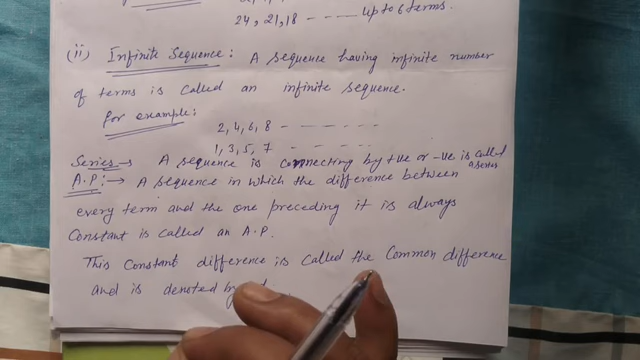 24, 21, 18 - - - - - - up to 6 terms.
(ii) Infinite Sequence: A sequence having infinite number
of terms is called an infinite sequence.
for example:
2, 4, 6, 8 - - - - - - - - -
1, 3, 5, 7 - - - - - - -
Series → A sequence is connecting by +ve or -ve is called
a series
A.P: → A sequence in which the difference between
every term and the one preceding it is always
Constant is called an A.P.
This Constant difference is called the Common difference
and is denoted by